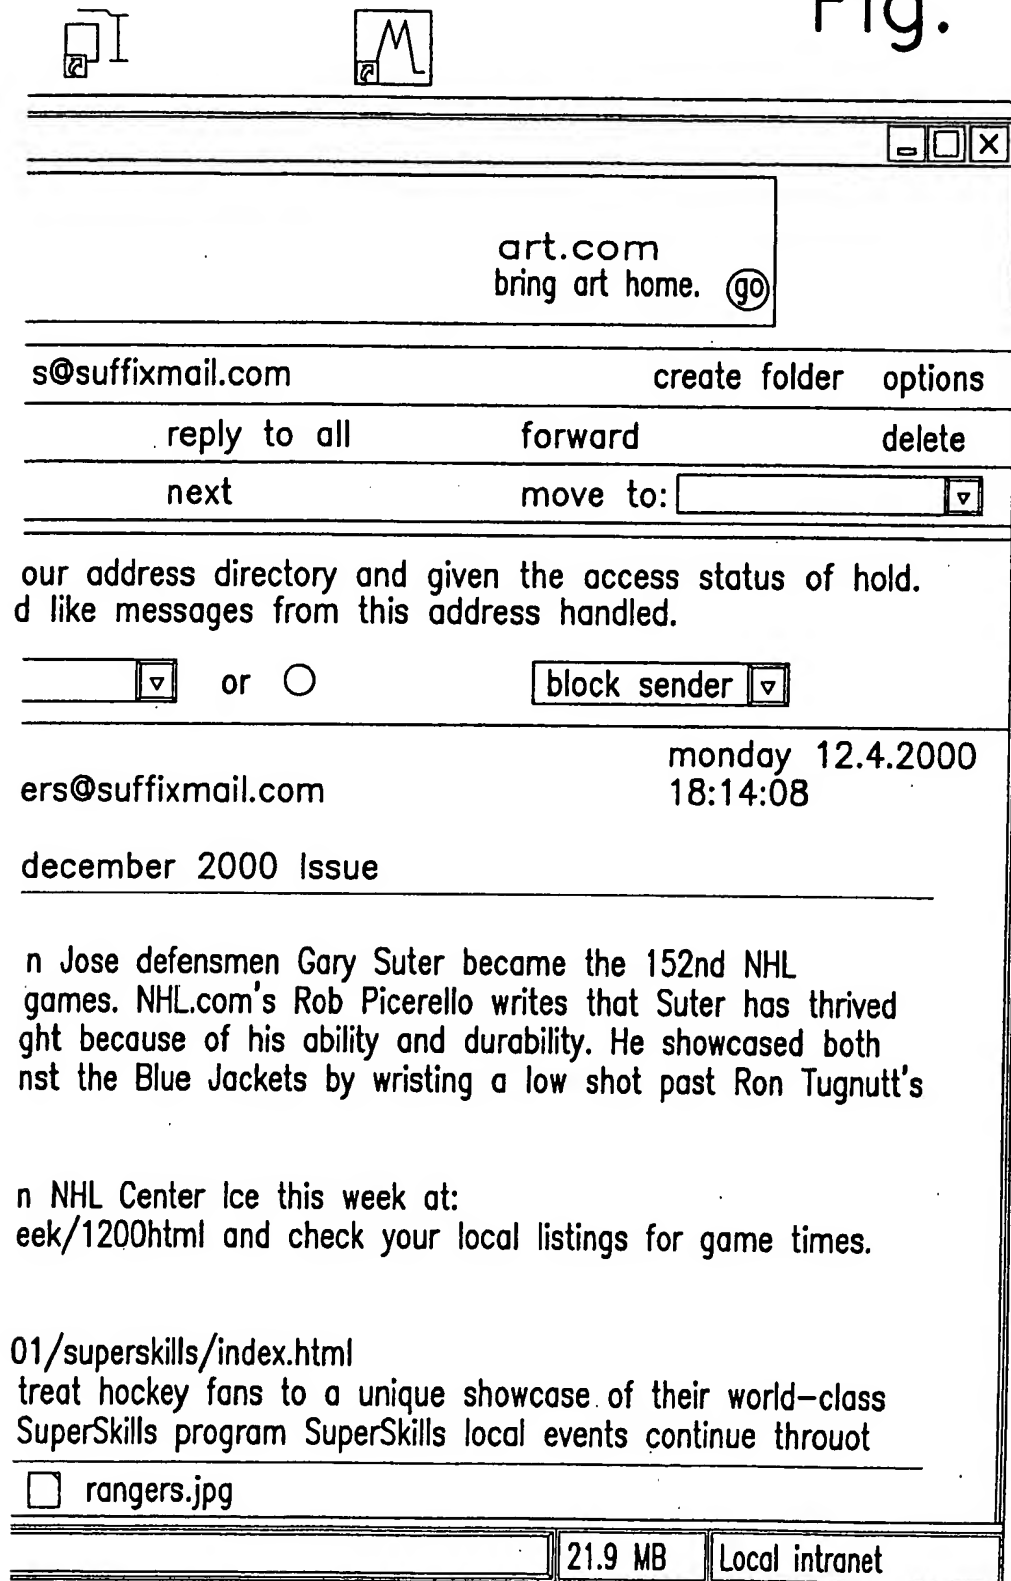 Fig.
art.com
bring art home. go
s@suffixmail.com create folder options
reply to all forward delete
next move to:
our address directory and given the access status of hold.
d like messages from this address handled.
or block sender
monday 12.4.2000
ers@suffixmail.com 18:14:08
december 2000 Issue
n Jose defensmen Gary Suter became the 152nd NHL
games. NHL.com's Rob Picerello writes that Suter has thrived
ght because of his ability and durability. He showcased both
nst the Blue Jackets by wristing a low shot past Ron Tugnutt's
n NHL Center Ice this week at:
eek/1200html and check your local listings for game times.
01/superskills/index.html
treat hockey fans to a unique showcase of their world-class
SuperSkills program SuperSkills local events continue throuot
rangers.jpg
21.9 MB Local intranet